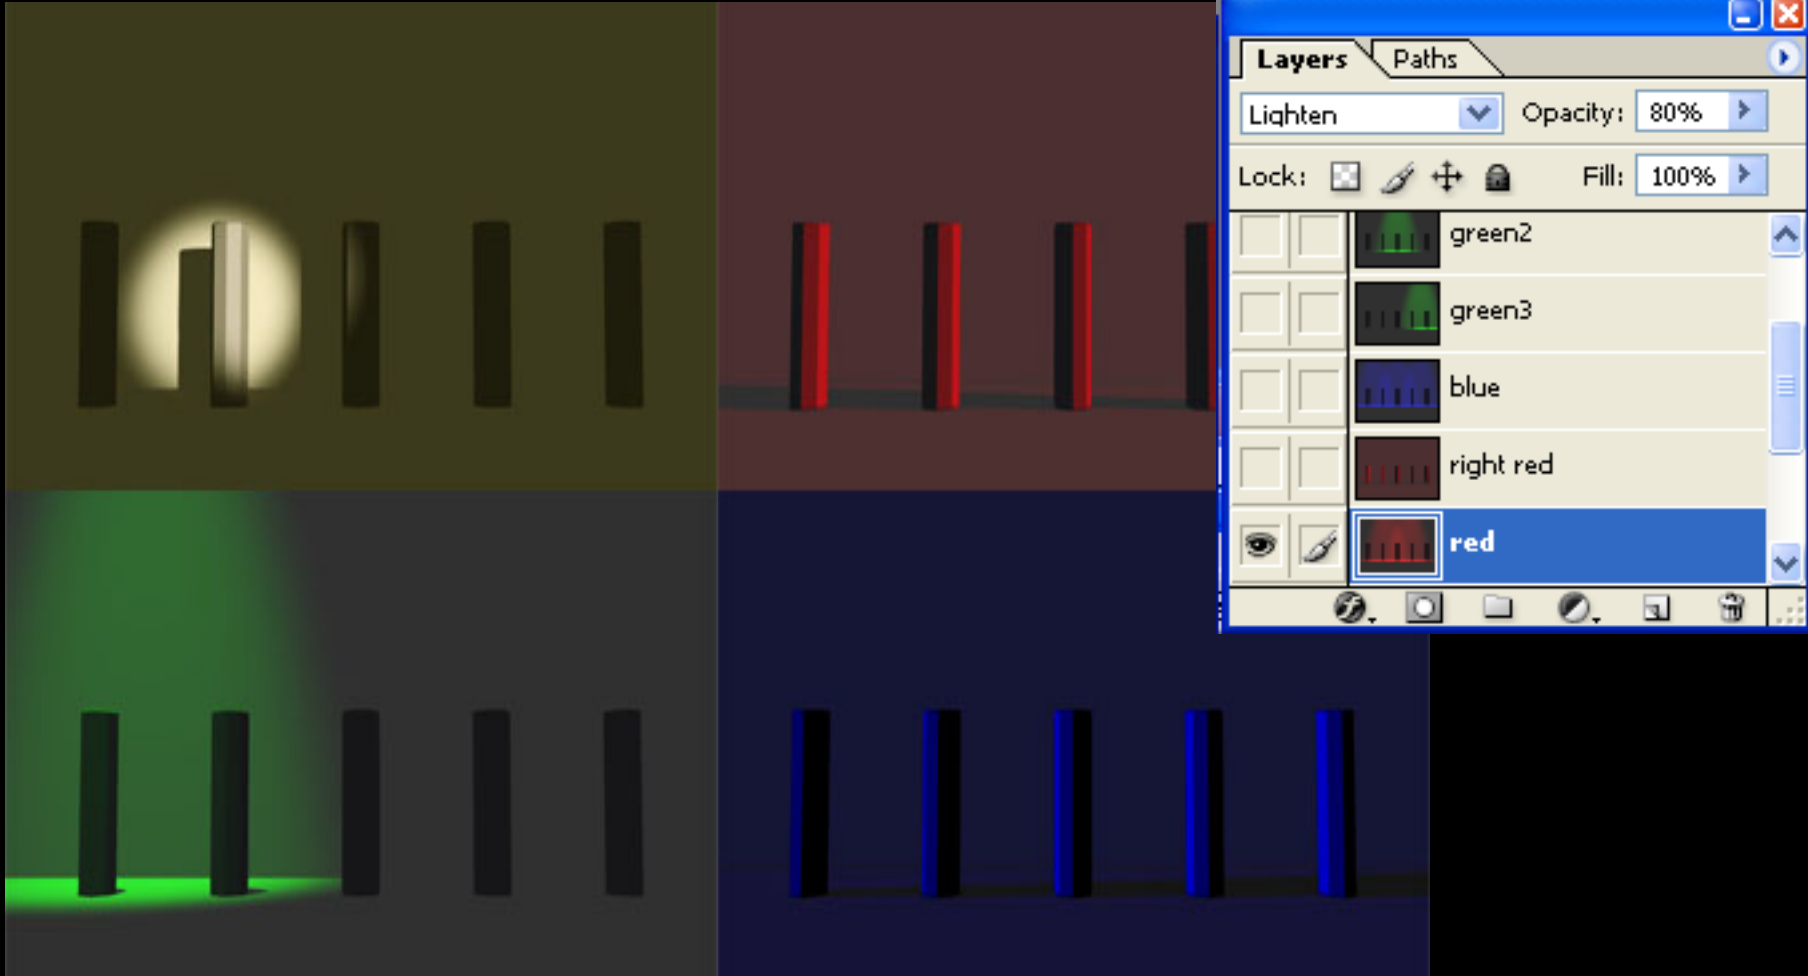 Layers Paths
Lighten Opacity: 80%
Lock: Fill: 100%
green2
green3
blue
right red
red